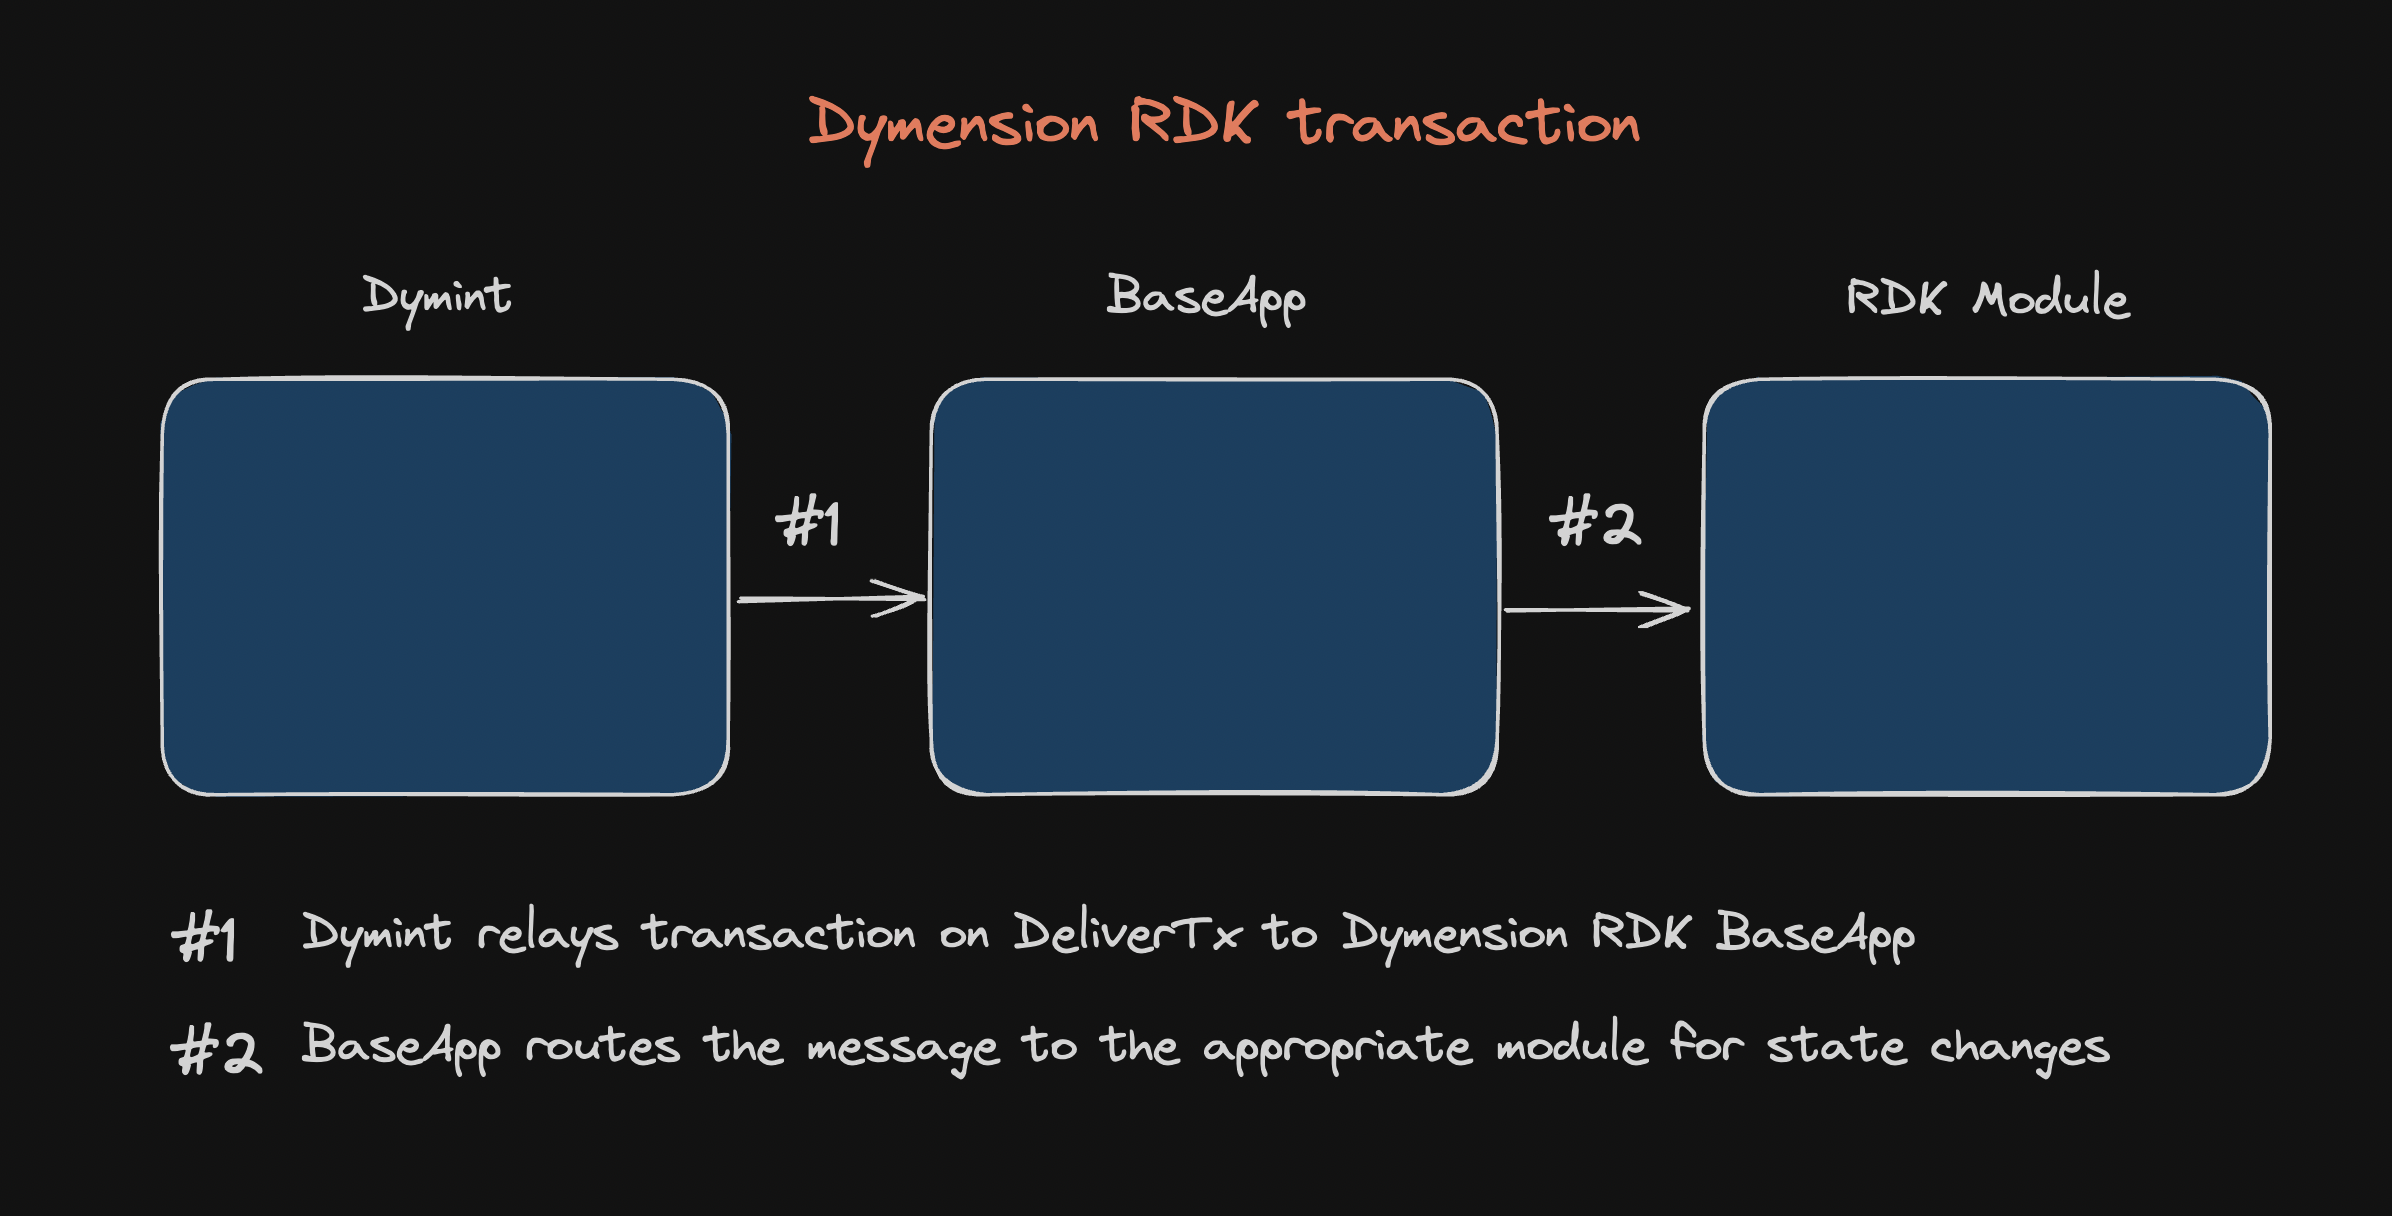 Dymension RDK transaction
Dymint
BaseApp
RDK Module
#1
#2
#1 Dymint relays transaction on DeliverTx to Dymension RDK BaseApp
#2 BaseApp routes the message to the appropriate module for state changes